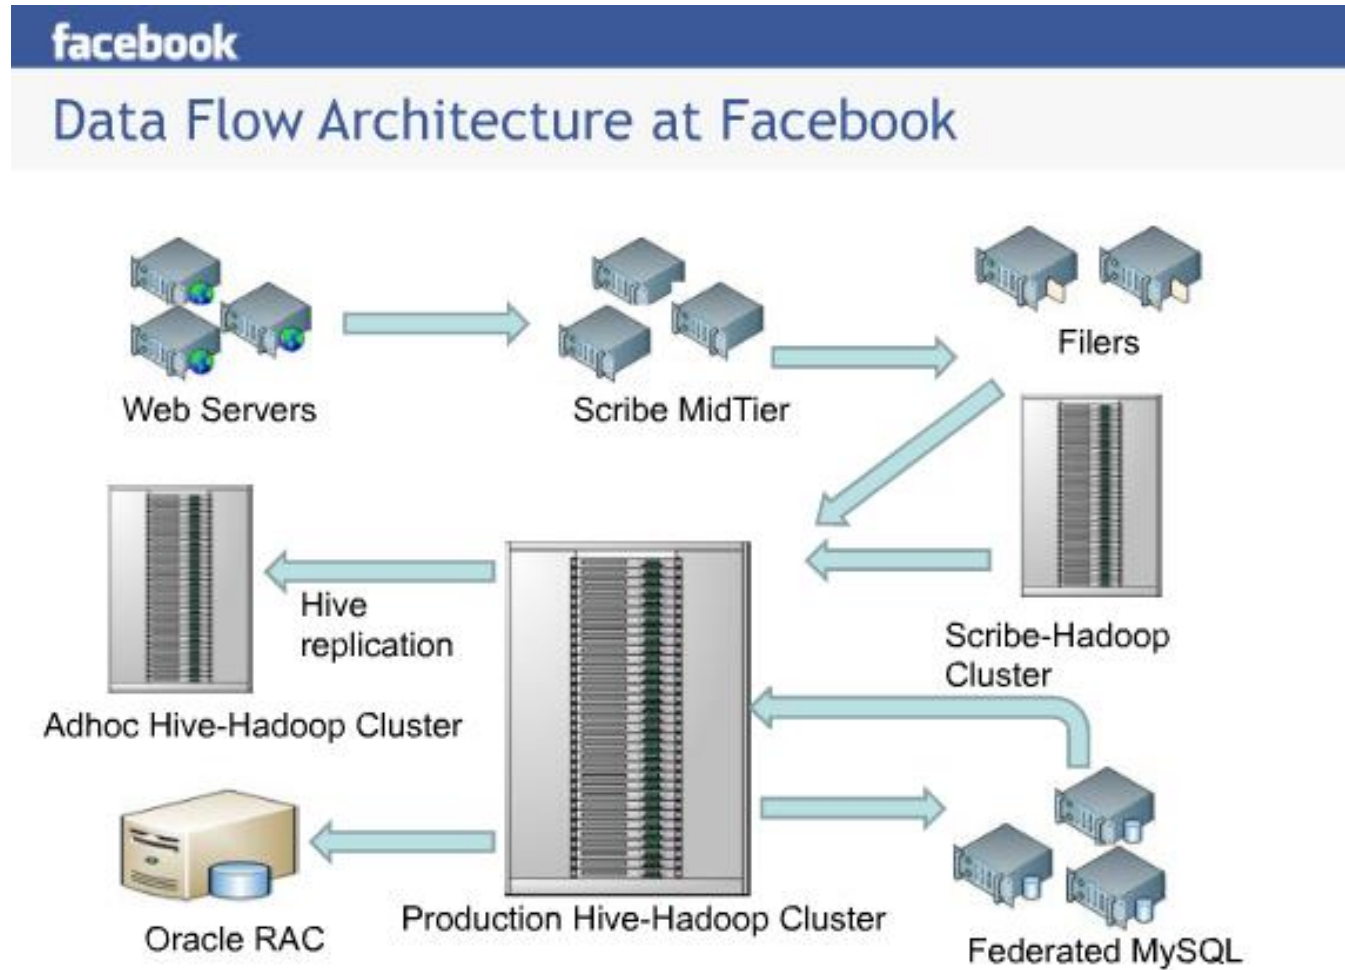 facebook
Data Flow Architecture at Facebook
Web Servers
Scribe MidTier
Filers
Hive
replication
Scribe-Hadoop
Cluster
Adhoc Hive-Hadoop Cluster
Oracle RAC
Production Hive-Hadoop Cluster
Federated MySQL